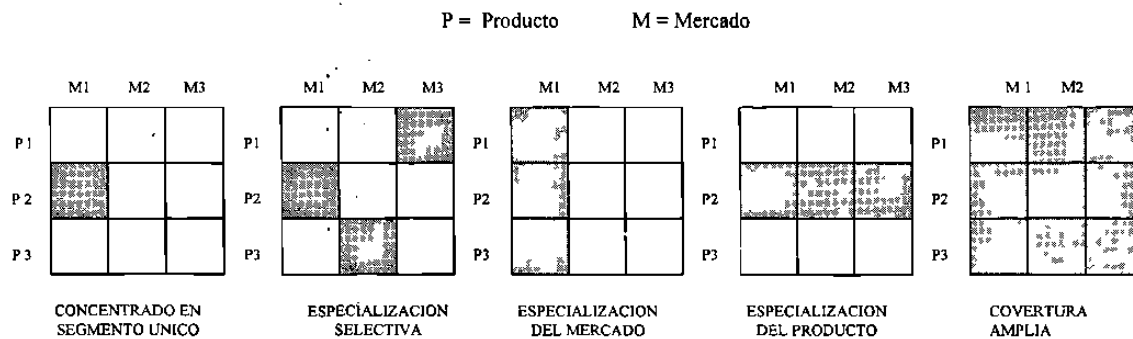 P = Producto M = Mercado
M1 M2 M3
P1
P2
P3
CONCENTRADO EN
SEGMENTO UNICO
M1 M2 M3
P1
P2
P3
ESPECIALIZACION
SELECTIVA
M1 M2 M3
P1
P2
P3
ESPECIALIZACION
DEL MERCADO
M1 M2 M3
P1
P2
P3
ESPECIALIZACION
DEL PRODUCTO
M1 M2
P1
P2
P3
COVERTURA
AMPLIA